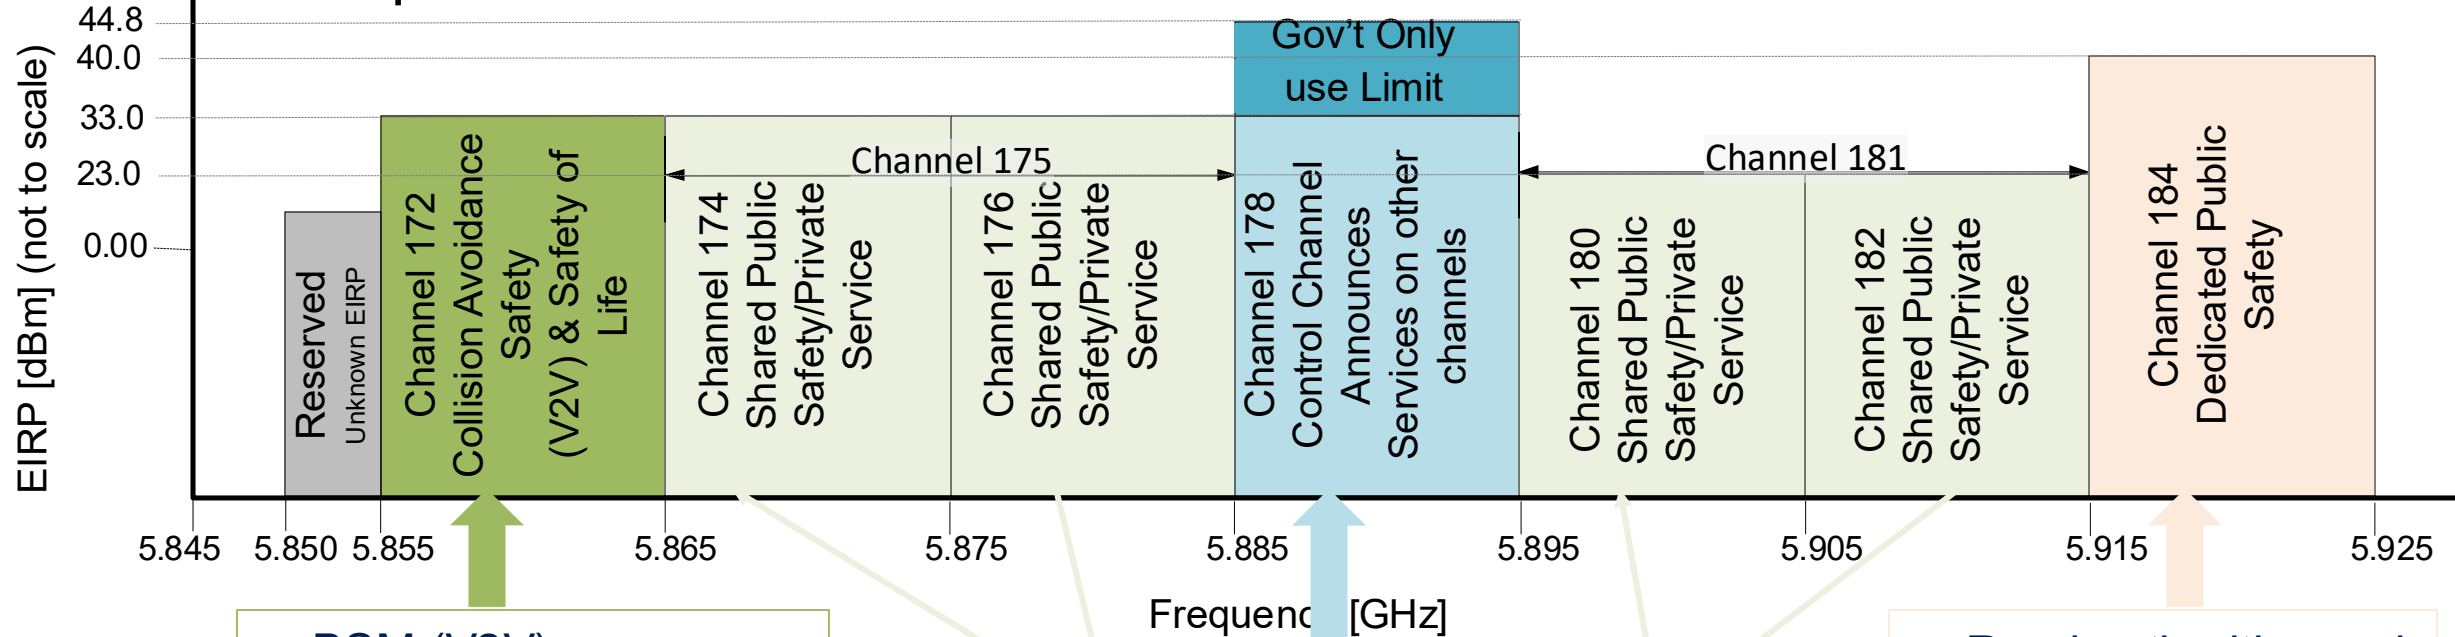 EIRP [dBm] (not to scale)
44.8
40.0
33.0
23.0
0.00
Reserved
Unknown EIRP
Channel 172
Collision Avoidance
Safety
(V2V) & Safety of
Life
Channel 175
Channel 174
Shared Public
Safety/Private
Service
Channel 176
Shared Public
Safety/Private
Service
Gov't Only
use Limit
Channel 178
Control Channel
Announces
Services on other
channels
Channel 181
Channel 180
Shared Public
Safety/Private
Service
Channel 182
Shared Public
Safety/Private
Service
Channel 184
Dedicated Public
Safety
5.845 5.850 5.855 5.865 5.875 5.885 5.895 5.905 5.915 5.925
Frequency [GHz]
(V2V)